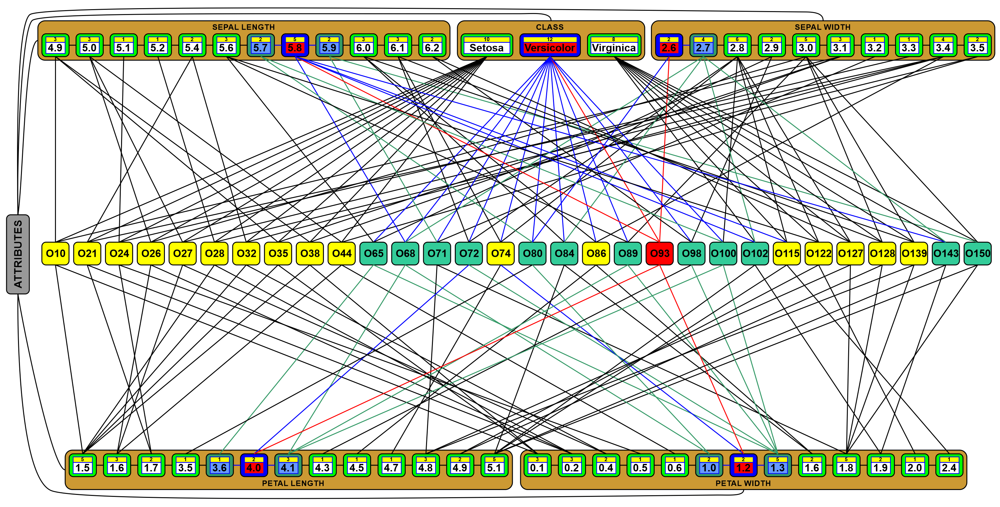 SEPAL LENGTH CLASS SEPAL WIDTH
3 3 1 1 2 3 2 5 2 3 3 2 10 12 8 2 4 6 2 5 3 1 1 4 2
4.9 5.0 5.1 5.2 5.4 5.6 5.7 5.8 5.9 6.0 6.1 6.2 Setosa Versicolor Virginica 2.6 2.7 2.8 2.9 3.0 3.1 3.2 3.3 3.4 3.5
ATTRIBUTES
O10 O21 O24 O26 O27 O28 O32 O35 O38 O44 O65 O68 O71 O72 O74 O80 O84 O86 O89 O93 O98 O100 O102 O115 O122 O127 O128 O139 O143 O150
5 3 2 1 1 2 3 1 1 1 3 2 5 3 3 2 1 1 2 2 5 2 5 2 1 1
1.5 1.6 1.7 3.5 3.6 4.0 4.1 4.3 4.5 4.7 4.8 4.9 5.1 0.1 0.2 0.4 0.5 0.6 1.0 1.2 1.3 1.6 1.8 1.9 2.0 2.4
PETAL LENGTH PETAL WIDTH